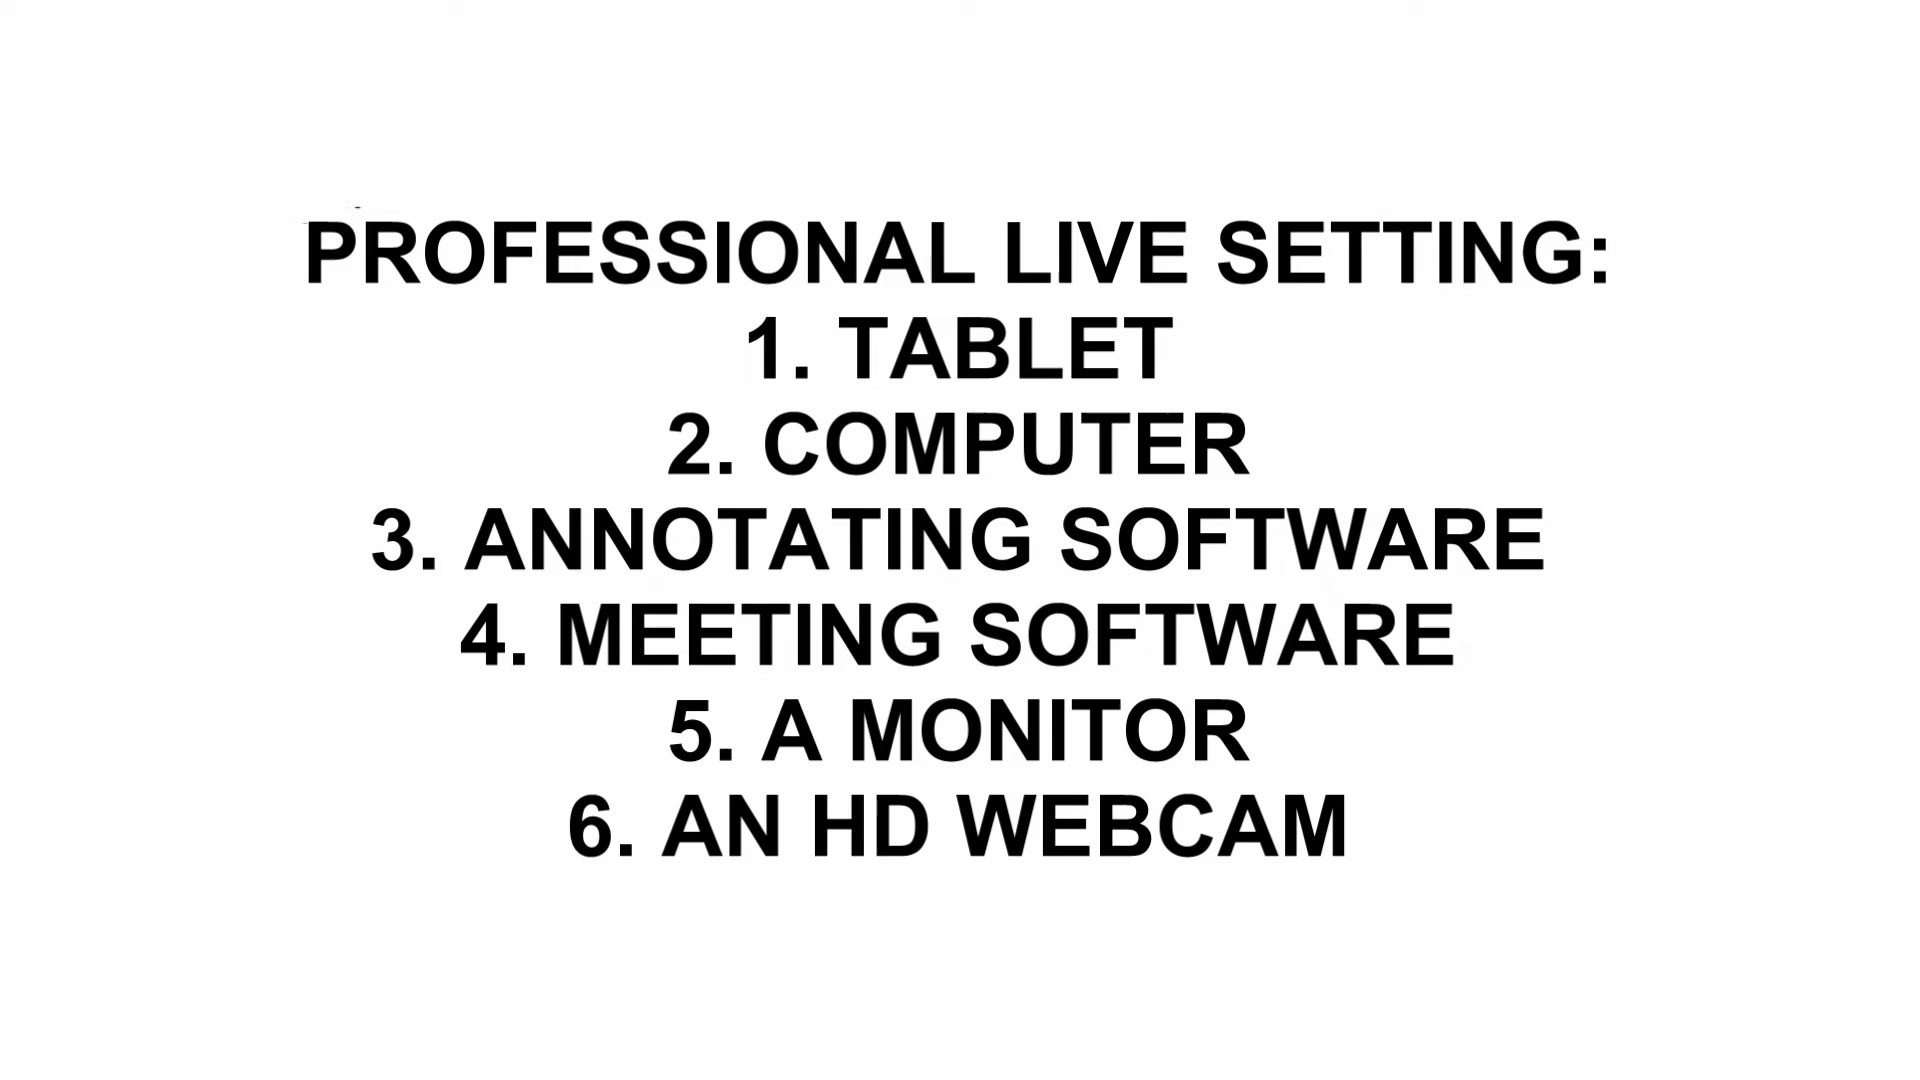 PROFESSIONAL LIVE SETTING:
1. TABLET
2. COMPUTER
3. ANNOTATING SOFTWARE
4. MEETING SOFTWARE
5. A MONITOR
6. AN HD WEBCAM